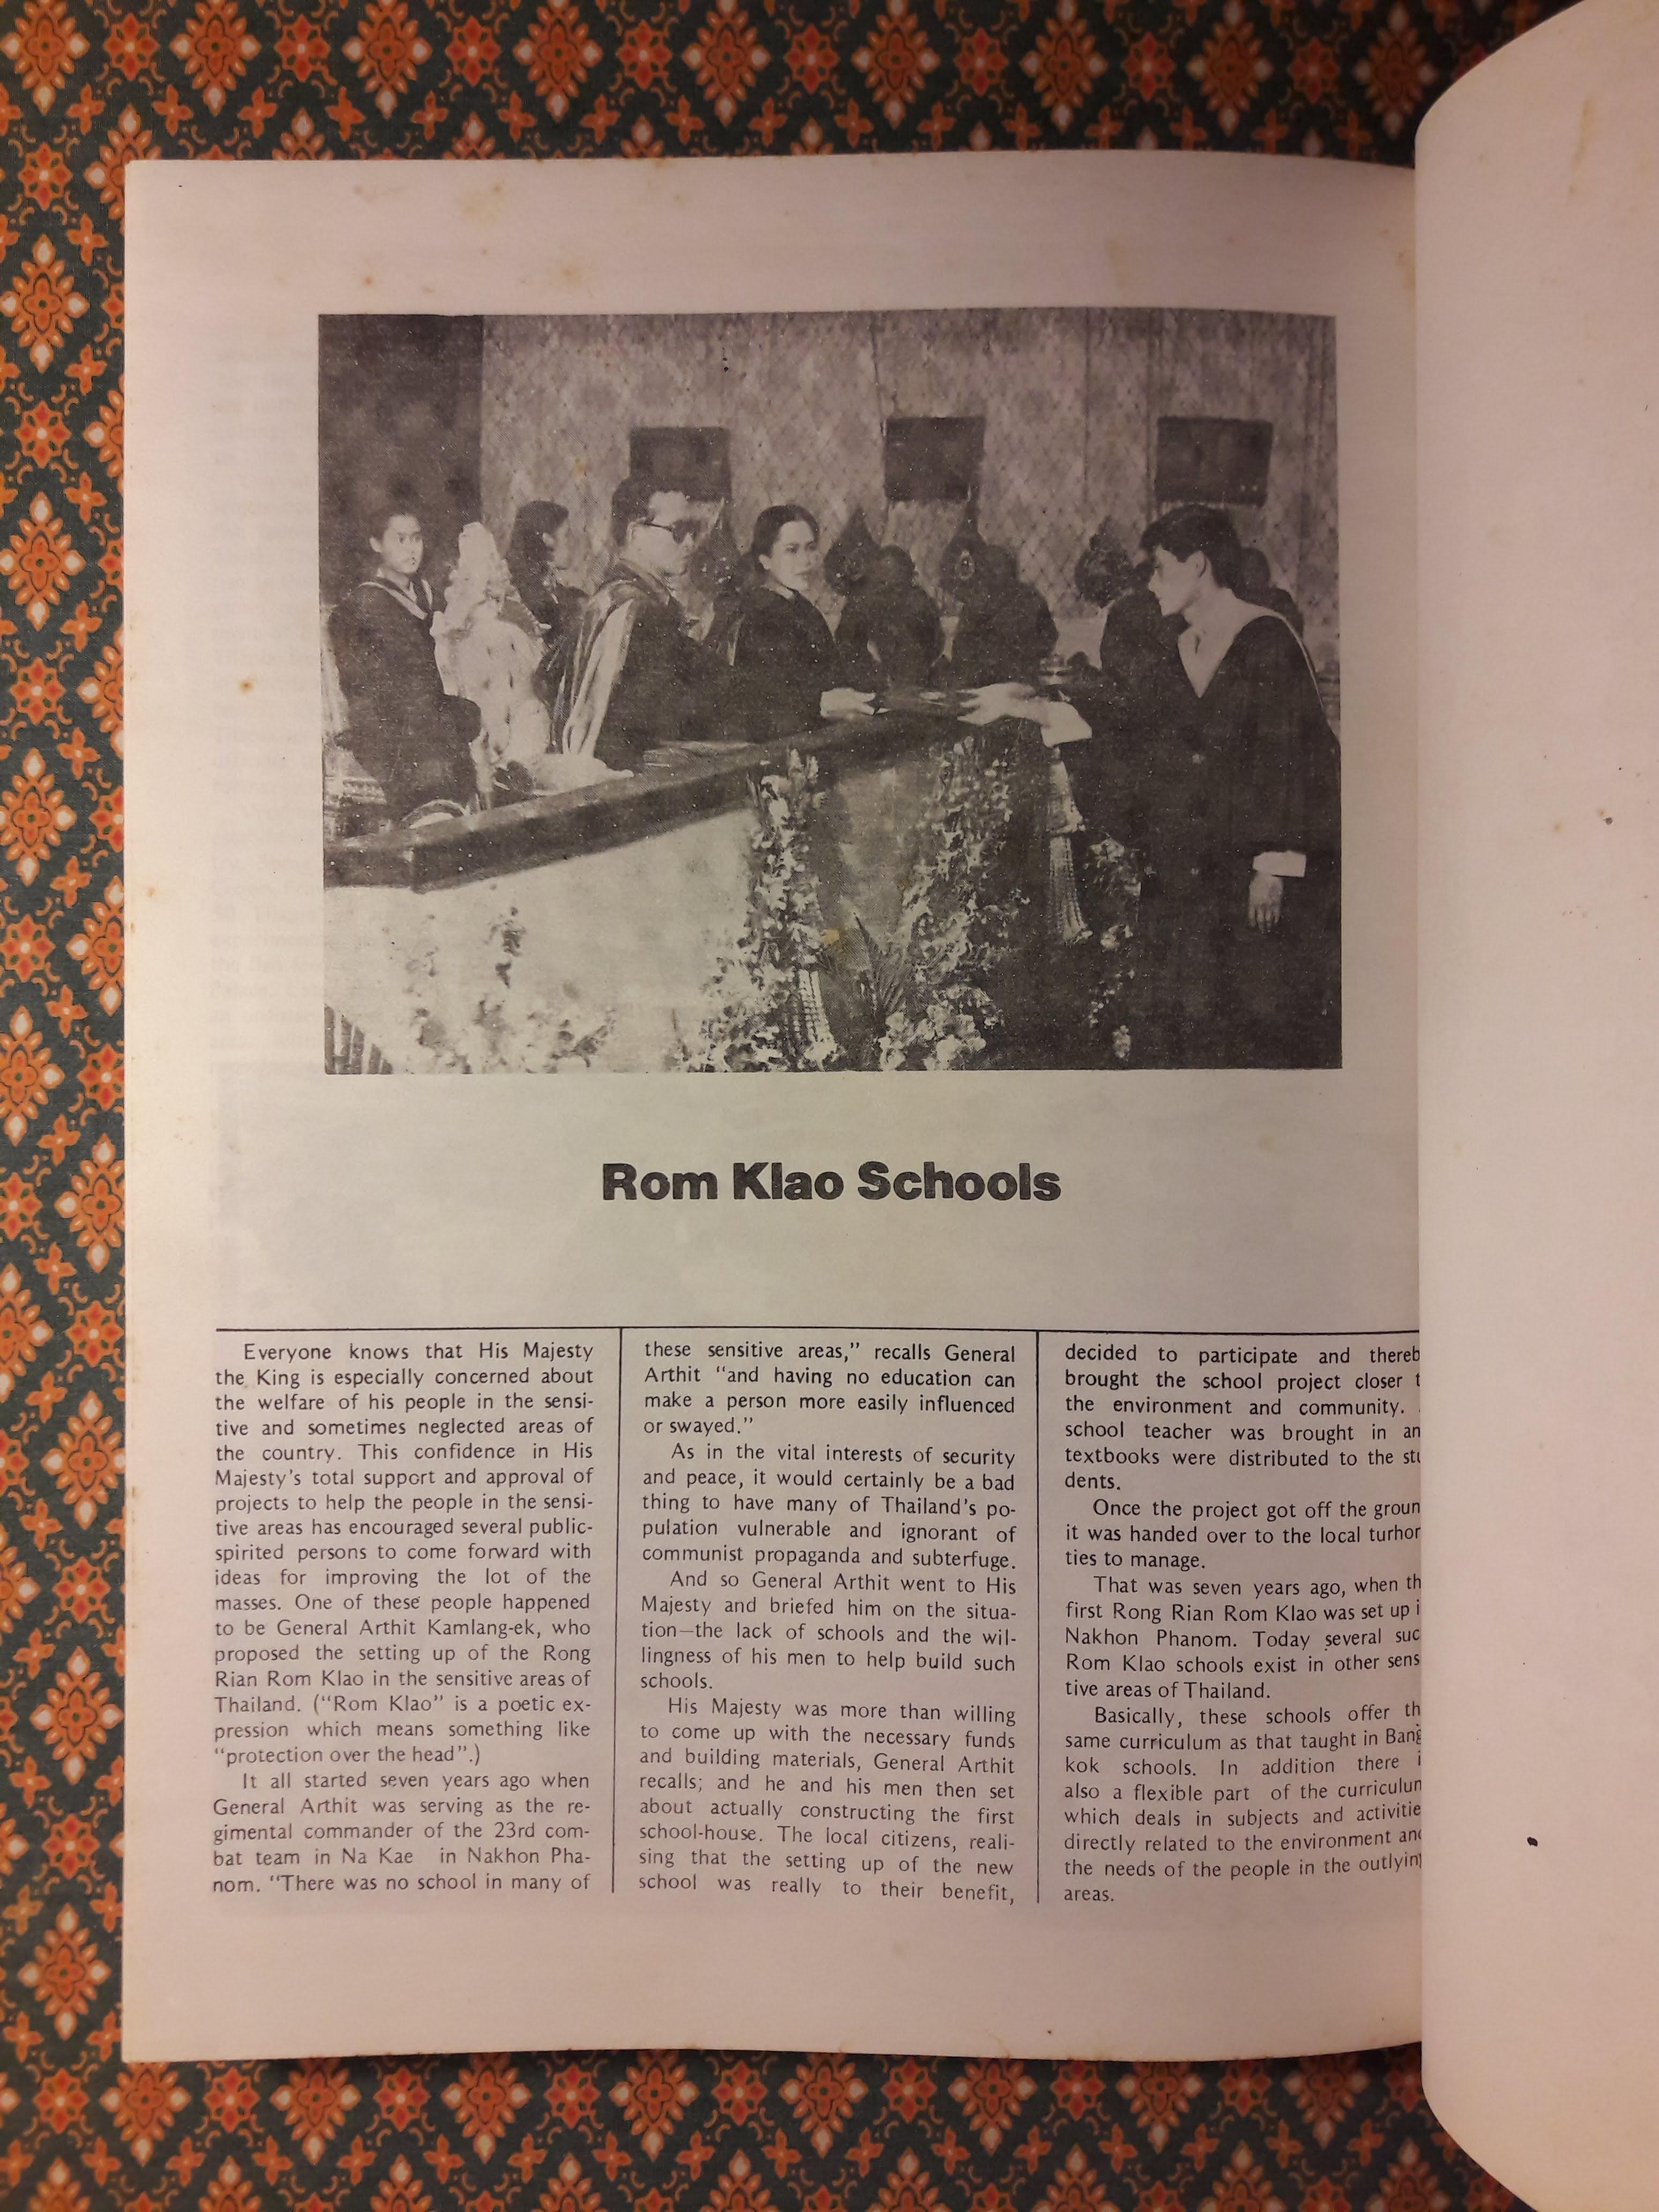 Rom Klao Schools
Everyone knows that His Majesty
the King is especially concerned about
the welfare of his people in the sensi-
tive and sometimes neglected areas of
the country. This confidence in His
Majesty's total support and approval of
projects to help the people in the sensi-
tive areas has encouraged several public-
spirited persons to come forward with
ideas for improving the lot of the
masses. One of these people happened
to be General Arthit Kamlang-ek, who
proposed the setting up of the Rong
Rian Rom Klao in the sensitive areas of
Thailand. ("Rom Klao" is a poetic ex-
pression which means something like
"protection over the head".)
It all started seven years ago when
General Arthit was serving as the re-
gimental commander of the 23rd com-
bat team in Na Kae in Nakhon Pha-
nom. "There was no school in many of
these sensitive areas," recalls General
Arthit "and having no education can
make a person more easily influenced
or swayed."
As in the vital interests of security
and peace, it would certainly be a bad
thing to have many of Thailand's po-
pulation vulnerable and ignorant of
communist propaganda and subterfuge.
And so General Arthit went to His
Majesty and briefed him on the situa-
tion—the lack of schools and the wil-
lingness of his men to help build such
schools.
His Majesty was more than willing
to come up with the necessary funds
and building materials, General Arthit
recalls; and he and his men then set
about actually constructing the first
school-house. The local citizens, reali-
sing that the setting up of the new
school was really to their benefit,
decided to participate and thereb
brought the school project closer t
the environment and community.
school teacher was brought in an
textbooks were distributed to the stu
dents.
Once the project got off the groun
it was handed over to the local turhor
ties to manage.
That was seven years ago, when th
first Rong Rian Rom Klao was set up i
Nakhon Phanom. Today several suc
Rom Klao schools exist in other sens
tive areas of Thailand.
Basically, these schools offer th
same curriculum as that taught in Bang
kok schools. In addition there i
also a flexible part of the curriculun
which deals in subjects and activitie
directly related to the environment and
the needs of the people in the outlyin
areas.